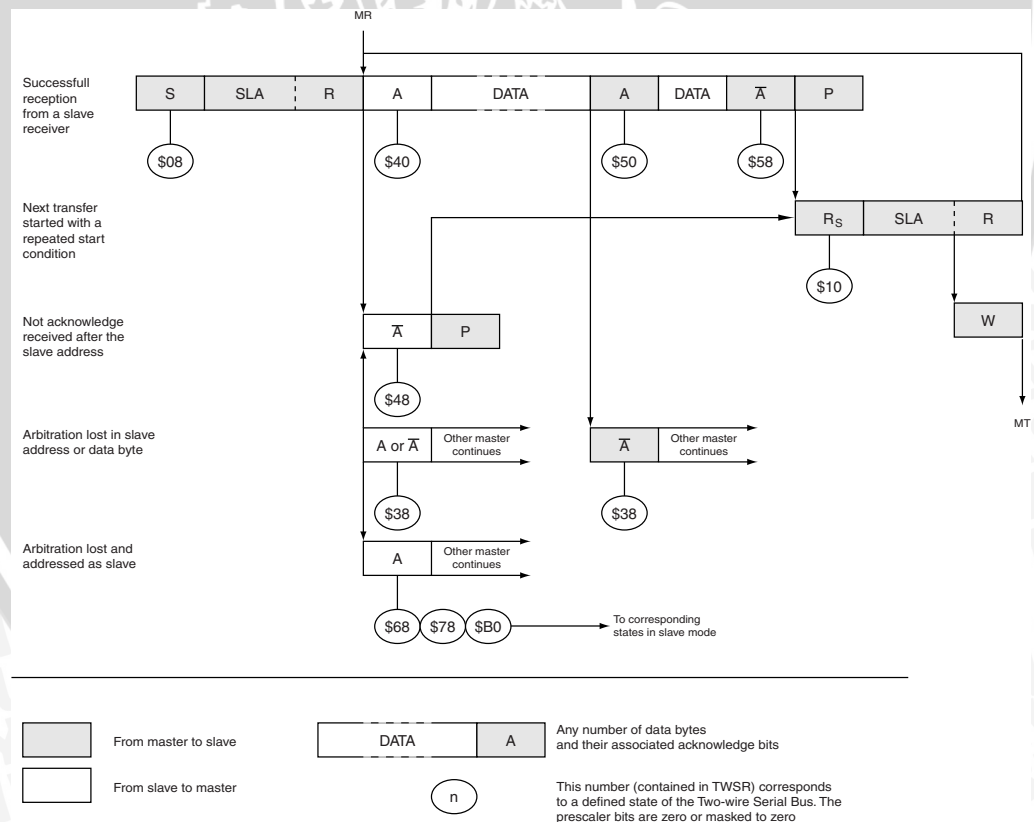 MR
Successfull
reception
from a slave
receiver
S SLA R A DATA A DATA A̅ P
$08 $40 $50 $58
Next transfer
started with a
repeated start
condition
R_S SLA R
$10
Not acknowledge
received after the
slave address
A̅ P
W
$48
MT
Arbitration lost in slave
address or data byte
A or A̅
Other master
continues
A̅
Other master
continues
$38 $38
Arbitration lost and
addressed as slave
A
Other master
continues
$68 $78 $B0
To corresponding
states in slave mode
From master to slave
DATA A
Any number of data bytes
and their associated acknowledge bits
From slave to master
n
This number (contained in TWSR) corresponds
to a defined state of the Two-wire Serial Bus. The
prescaler bits are zero or masked to zero